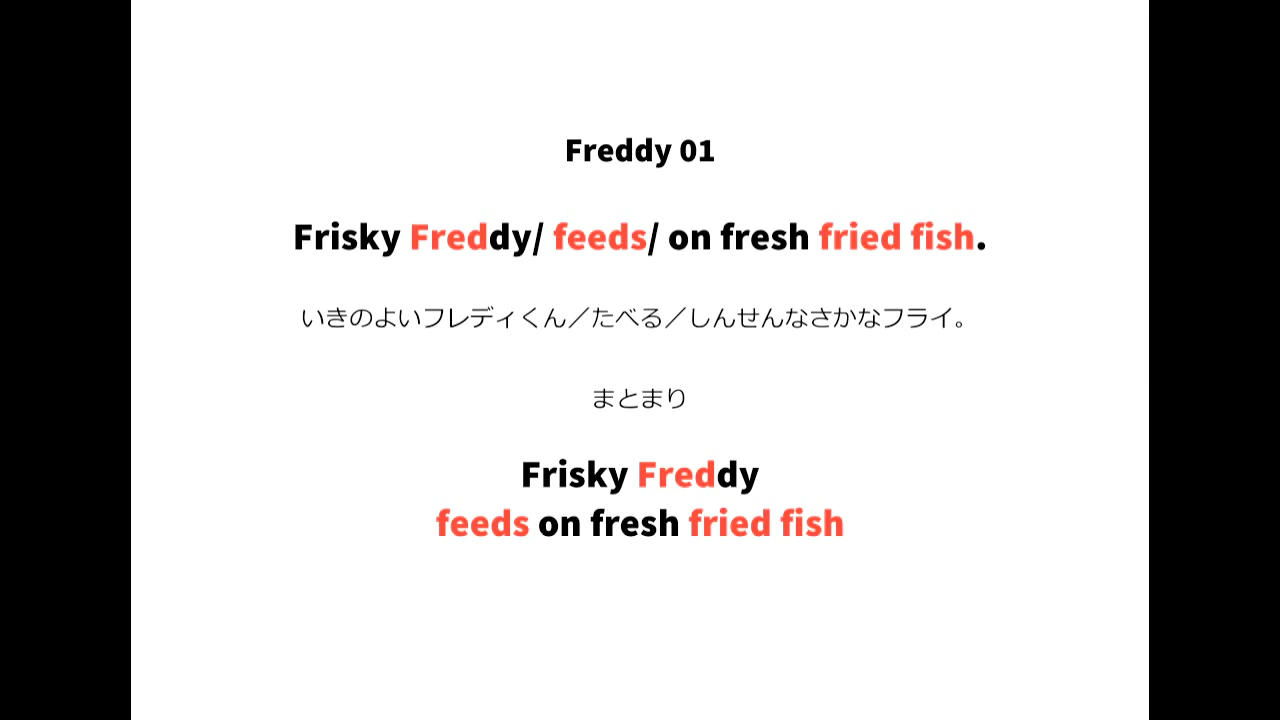 Freddy 01
Frisky Freddy/ feeds/ on fresh fried fish.
いきのよいフレディくん／たべる／しんせんなさかなフライ。
まとまり
Frisky Freddy
feeds on fresh fried fish